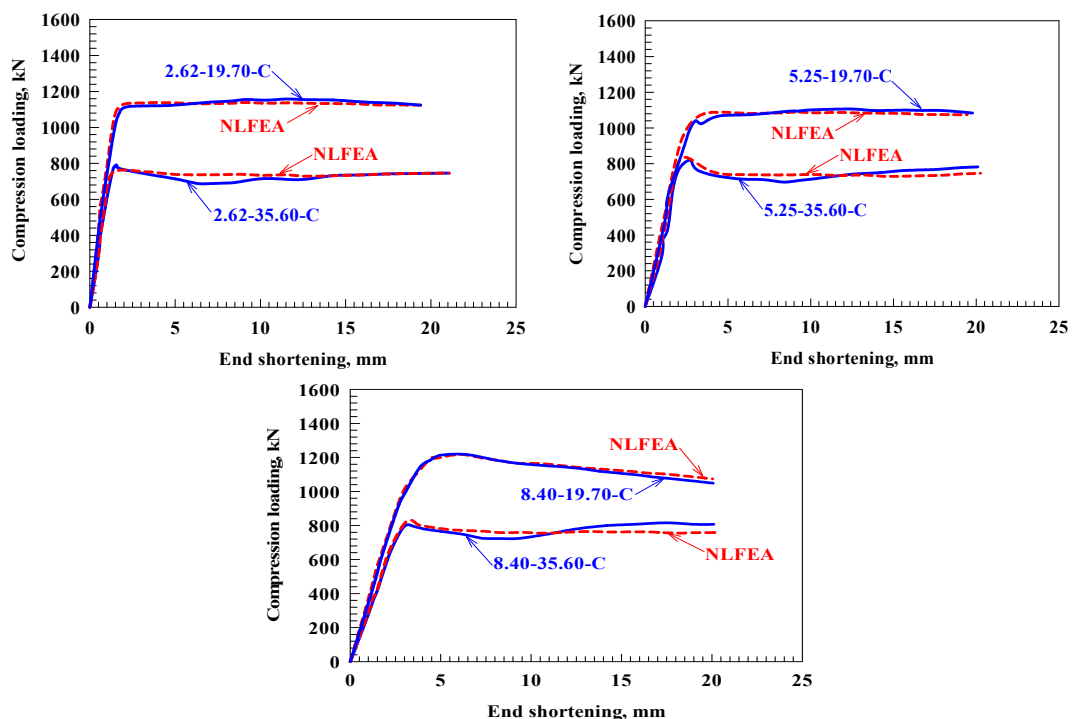 1600
1400
1200
1000
800
600
400
200
0
Compression loading, kN
2.62-19.70-C
NLFEA
NLFEA
2.62-35.60-C
0 5 10 15 20 25
End shortening, mm
1600
1400
1200
1000
800
600
400
200
0
Compression loading, kN
5.25-19.70-C
NLFEA
NLFEA
5.25-35.60-C
0 5 10 15 20 25
End shortening, mm
1600
1400
1200
1000
800
600
400
200
0
Compression loading, kN
NLFEA
8.40-19.70-C
NLFEA
8.40-35.60-C
0 5 10 15 20 25
End shortening, mm